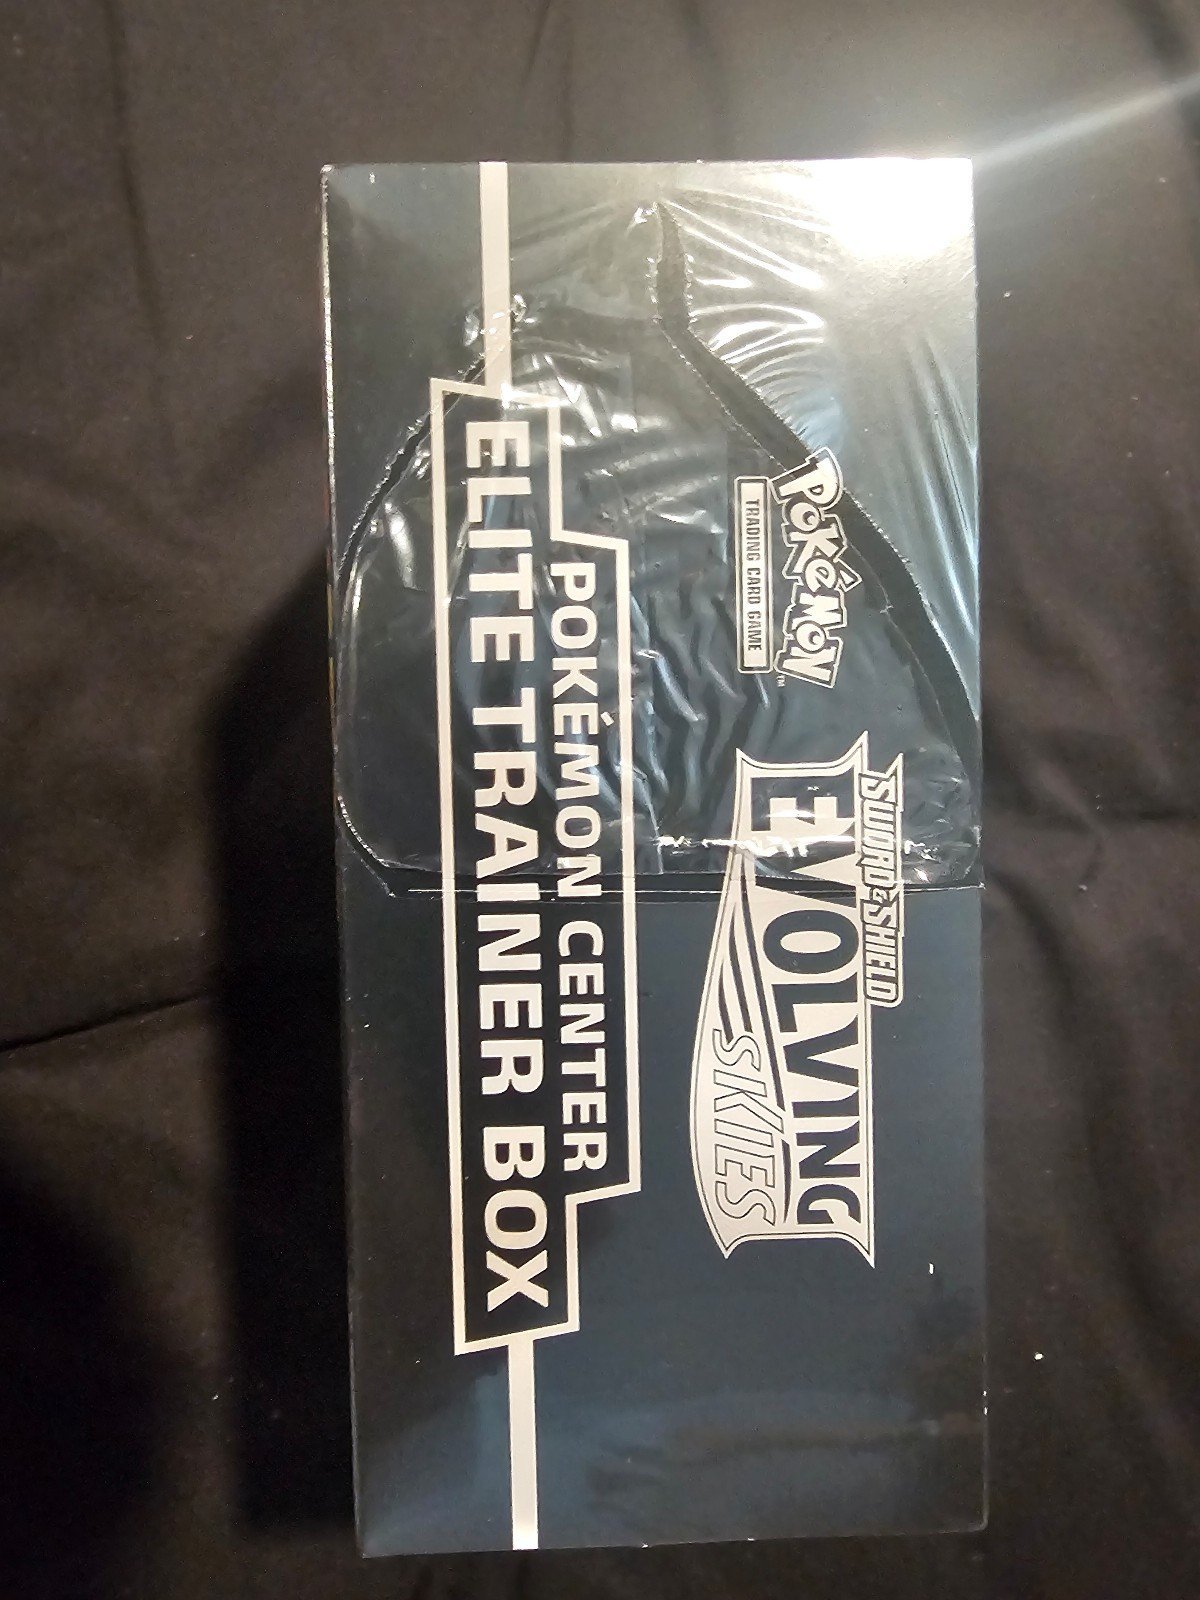 Pokémon
TRADING CARD GAME
SWORD & SHIELD
EVOLVING
SKIES
POKÉMON CENTER
ELITE TRAINER BOX